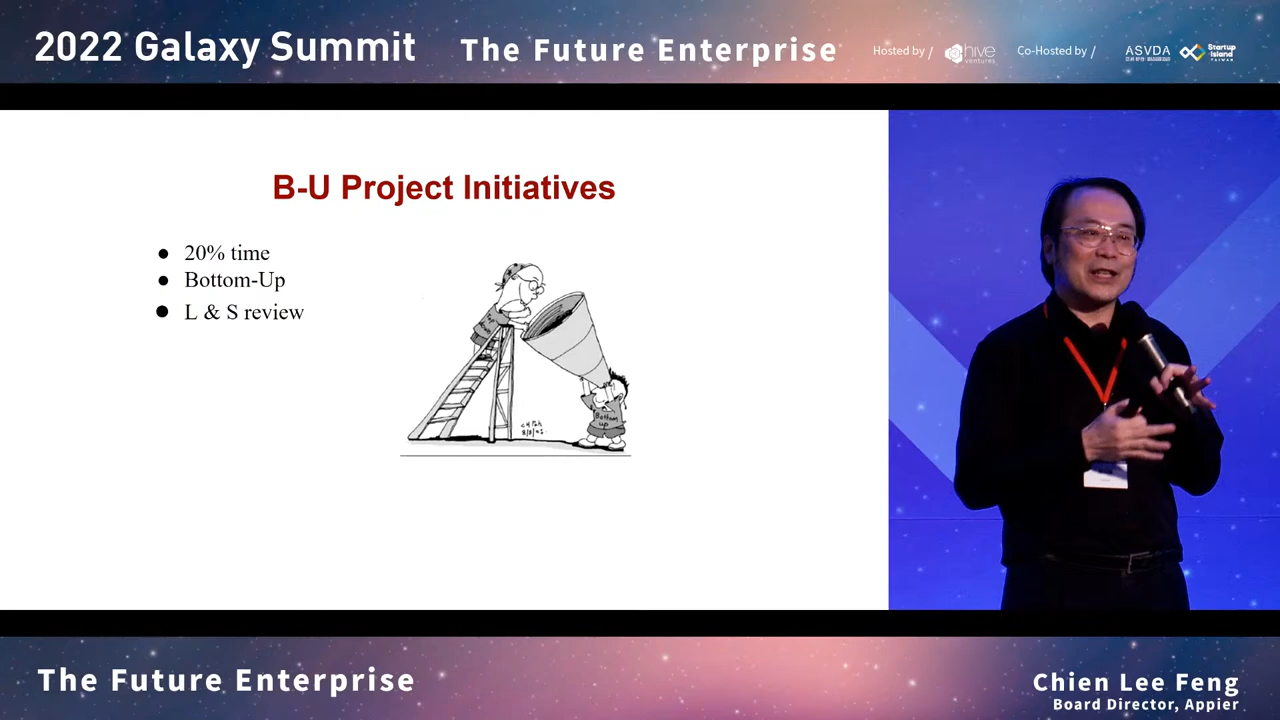 2022 Galaxy Summit
The Future Enterprise
Hosted by /
hive
ventures
Co-Hosted by /
ASVDA
Startup
Island
TAIWAN
B-U Project Initiatives
● 20% time
● Bottom-Up
● L & S review
Bottom
up
The Future Enterprise
Chien Lee Feng
Board Director, Appier